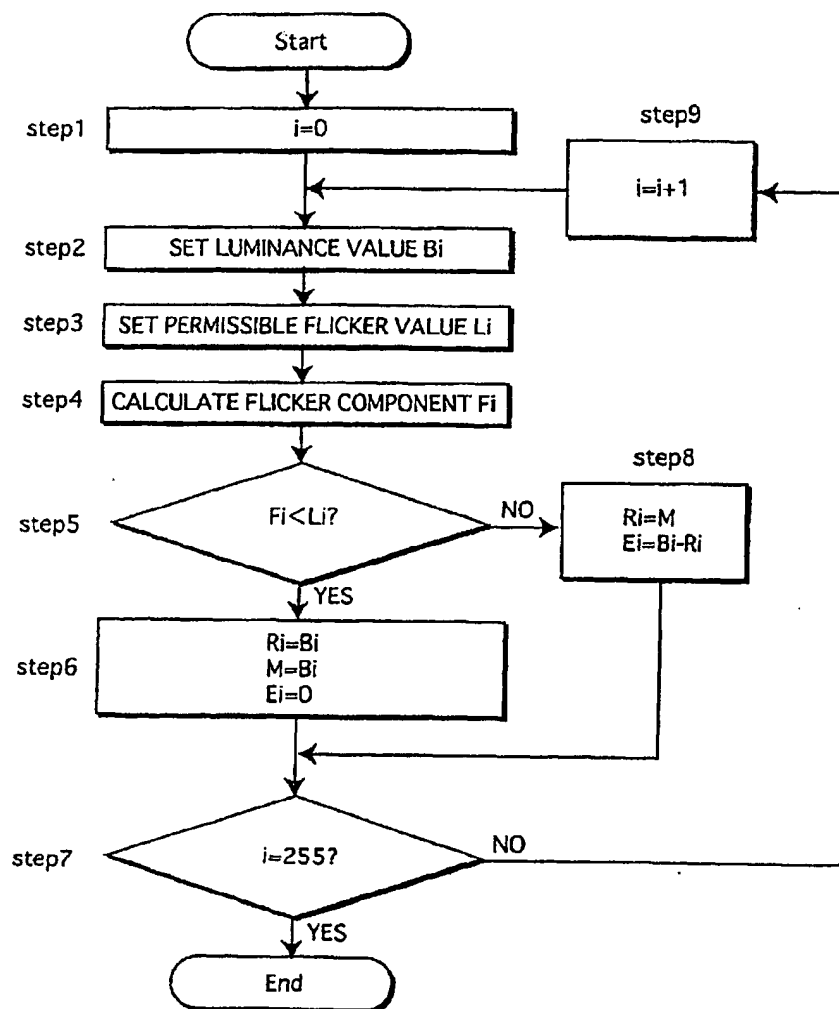 Start
step1
i=0
step9
i=i+1
step2
SET LUMINANCE VALUE Bi
step3
SET PERMISSIBLE FLICKER VALUE Li
step4
CALCULATE FLICKER COMPONENT Fi
step5
Fi<Li?
NO
step8
Ri=M
Ei=Bi-Ri
YES
step6
Ri=Bi
M=Bi
Ei=0
step7
i=255?
NO
YES
End